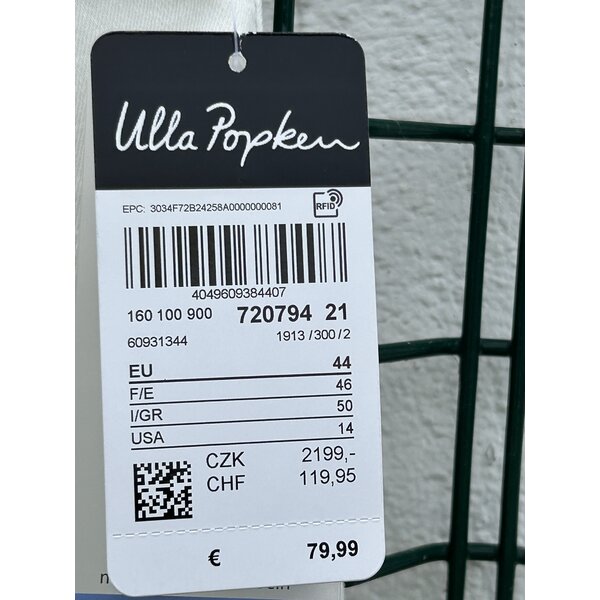 Ulla Popken
EPC: 3034F72B24258A0000000081
RFID
4049609384407
160 100 900 720794 21
60931344 1913 /300/2
EU 44
F/E 46
I/GR 50
USA 14
CZK 2199,-
CHF 119,95
€ 79,99